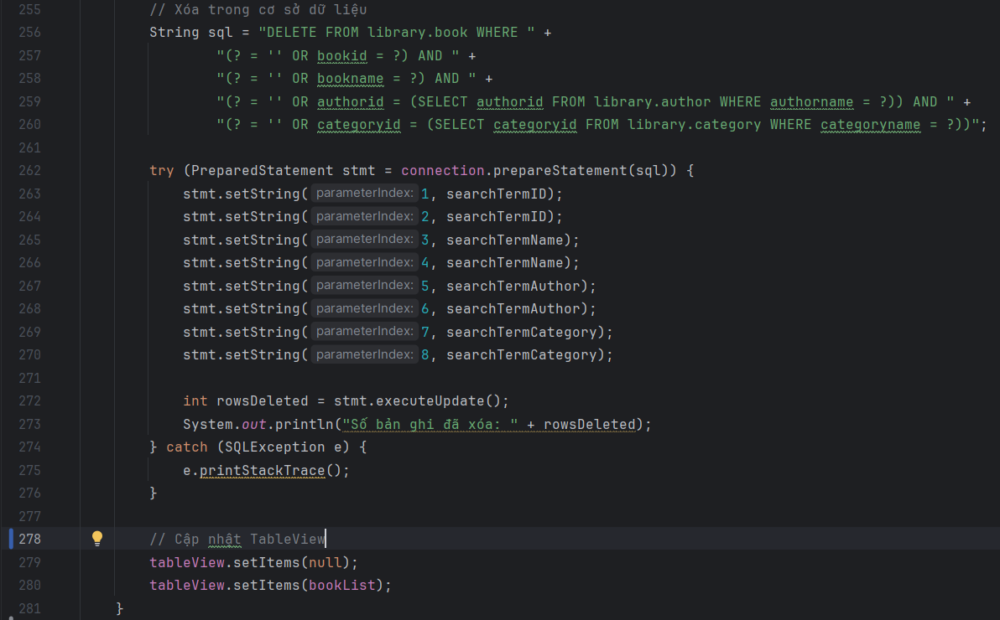 255 // Xóa trong cơ sở dữ liệu
256 String sql = "DELETE FROM library.book WHERE " +
257 "(? = '' OR bookid = ?) AND " +
258 "(? = '' OR bookname = ?) AND " +
259 "(? = '' OR authorid = (SELECT authorid FROM library.author WHERE authorname = ?)) AND " +
260 "(? = '' OR categoryid = (SELECT categoryid FROM library.category WHERE categoryname = ?))";
261
262 try (PreparedStatement stmt = connection.prepareStatement(sql)) {
263 stmt.setString( parameterIndex: 1, searchTermID);
264 stmt.setString( parameterIndex: 2, searchTermID);
265 stmt.setString( parameterIndex: 3, searchTermName);
266 stmt.setString( parameterIndex: 4, searchTermName);
267 stmt.setString( parameterIndex: 5, searchTermAuthor);
268 stmt.setString( parameterIndex: 6, searchTermAuthor);
269 stmt.setString( parameterIndex: 7, searchTermCategory);
270 stmt.setString( parameterIndex: 8, searchTermCategory);
271
272 int rowsDeleted = stmt.executeUpdate();
273 System.out.println("Số bản ghi đã xóa: " + rowsDeleted);
274 } catch (SQLException e) {
275 e.printStackTrace();
276 }
277
278 // Cập nhật TableView
279 tableView.setItems(null);
280 tableView.setItems(bookList);
281 }